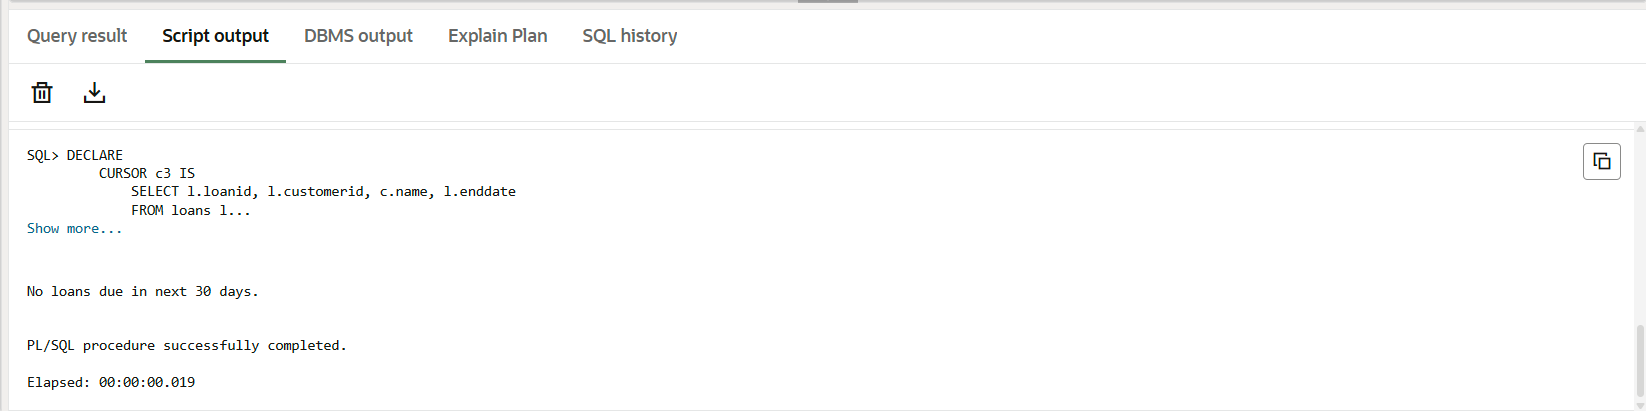 Query result Script output DBMS output Explain Plan SQL history
SQL> DECLARE
CURSOR c3 IS
SELECT l.loanid, l.customerid, c.name, l.enddate
FROM loans l...
Show more...
No loans due in next 30 days.
PL/SQL procedure successfully completed.
Elapsed: 00:00:00.019